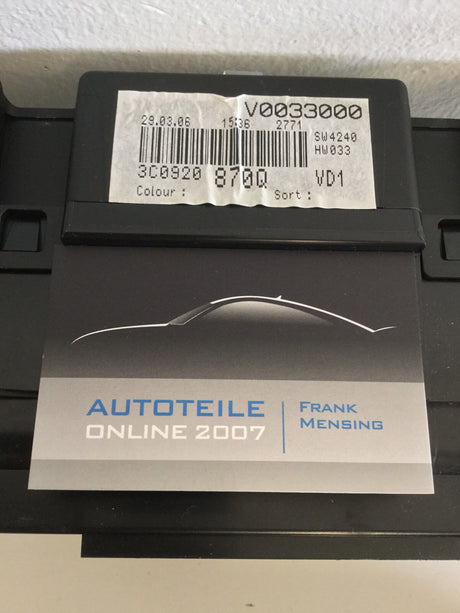 V0033000
29.03.06 15:36 2771
SW4240
HW033
3C0920 870Q VD1
Colour : Sort :
AUTOTEILE
ONLINE 2007
FRANK
MENSING